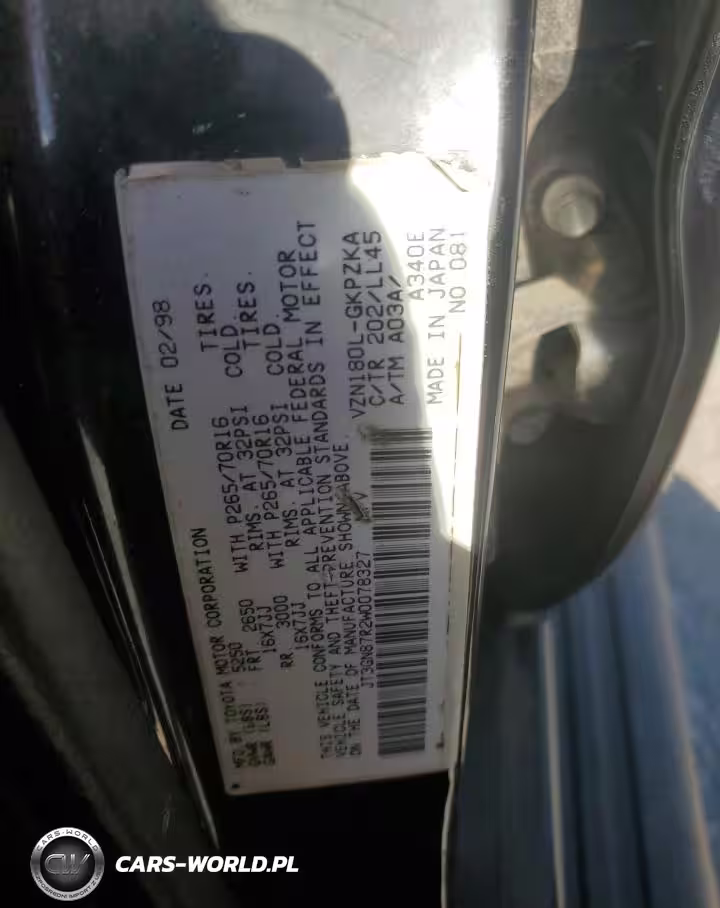 MFD BY TOYOTA MOTOR CORPORATION DATE 02/98
GVWR (LBS) 5250
GAWR (LBS) FRT 2650 WITH P265/70R16 TIRES.
16X7JJ RIMS. AT 32PSI COLD.
RR 3000 WITH P265/70R16 TIRES.
16X7JJ RIMS. AT 32PSI COLD.
THIS VEHICLE CONFORMS TO ALL APPLICABLE FEDERAL MOTOR
VEHICLE SAFETY AND THEFT-PREVENTION STANDARDS IN EFFECT
ON THE DATE OF MANUFACTURE SHOWN ABOVE.
JT3GN87R2W0078327 VZN180L-GKPZKA
C/TR 202/LL45
A/TM A03A/
A340E
MADE IN JAPAN
NO 081
CARS-WORLD
CW
CARS-WORLD.PL